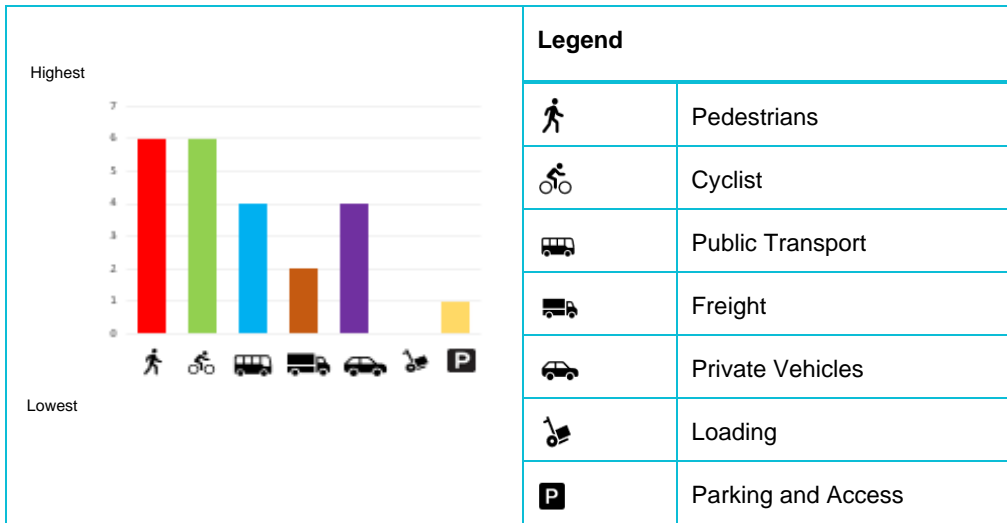 Highest
7
6
5
4
3
2
1
0
P
Lowest
Legend
Pedestrians
Cyclist
Public Transport
Freight
Private Vehicles
Loading
P
Parking and Access